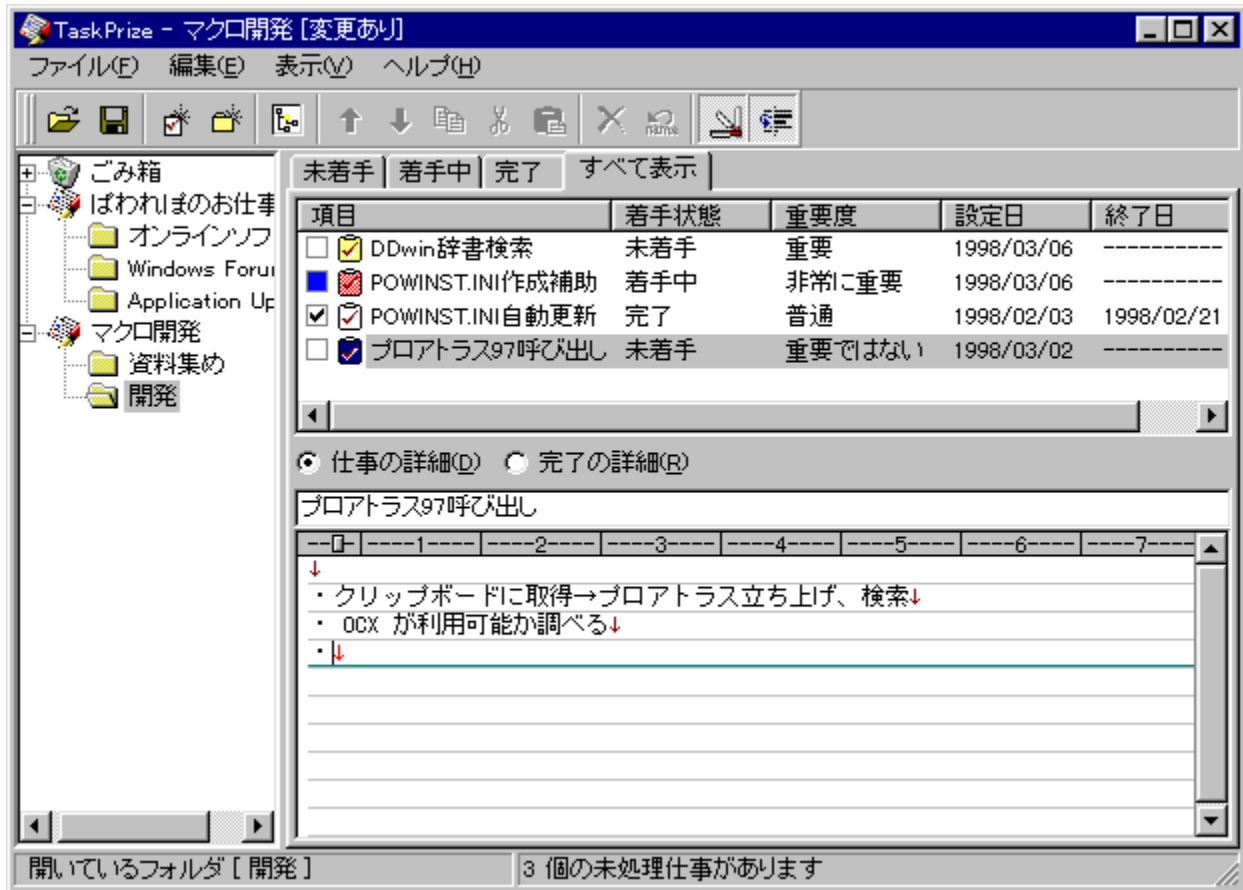 TaskPrize - マクロ開発 [変更あり]
ファイル(F) 編集(E) 表示(V) ヘルプ(H)
ごみ箱
ぱわれぽのお仕事
オンラインソフ
Windows Foru
Application Up
マクロ開発
資料集め
開発
未着手 着手中 完了 すべて表示
項目 着手状態 重要度 設定日 終了日
DDwin辞書検索 未着手 重要 1998/03/06 ----------
POWINST.INI作成補助 着手中 非常に重要 1998/03/06 ----------
POWINST.INI自動更新 完了 普通 1998/02/03 1998/02/21
プロアトラス97呼び出し 未着手 重要ではない 1998/03/02 ----------
仕事の詳細(D) 完了の詳細(R)
プロアトラス97呼び出し
--0-|----1----|----2----|----3----|----4----|----5----|----6----|----7----
↓
・クリップボードに取得→プロアトラス立ち上げ、検索↓
・ OCX が利用可能か調べる↓
・↓
開いているフォルダ [ 開発 ] 3 個の未処理仕事があります